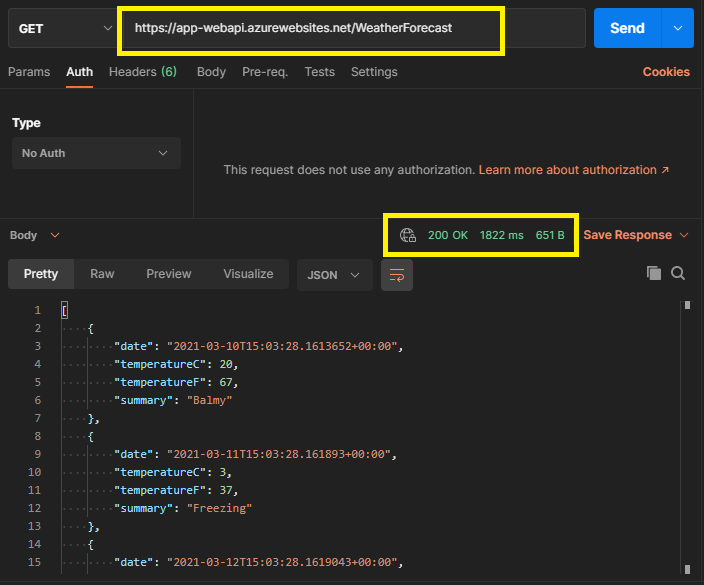 GET https://app-webapi.azurewebsites.net/WeatherForecast Send
Params Auth Headers (6) Body Pre-req. Tests Settings Cookies
Type
No Auth
This request does not use any authorization. Learn more about authorization ↗
Body 200 OK 1822 ms 651 B Save Response
Pretty Raw Preview Visualize JSON
1 [
2 {
3 "date": "2021-03-10T15:03:28.1613652+00:00",
4 "temperatureC": 20,
5 "temperatureF": 67,
6 "summary": "Balmy"
7 },
8 {
9 "date": "2021-03-11T15:03:28.161893+00:00",
10 "temperatureC": 3,
11 "temperatureF": 37,
12 "summary": "Freezing"
13 },
14 {
15 "date": "2021-03-12T15:03:28.1619043+00:00",